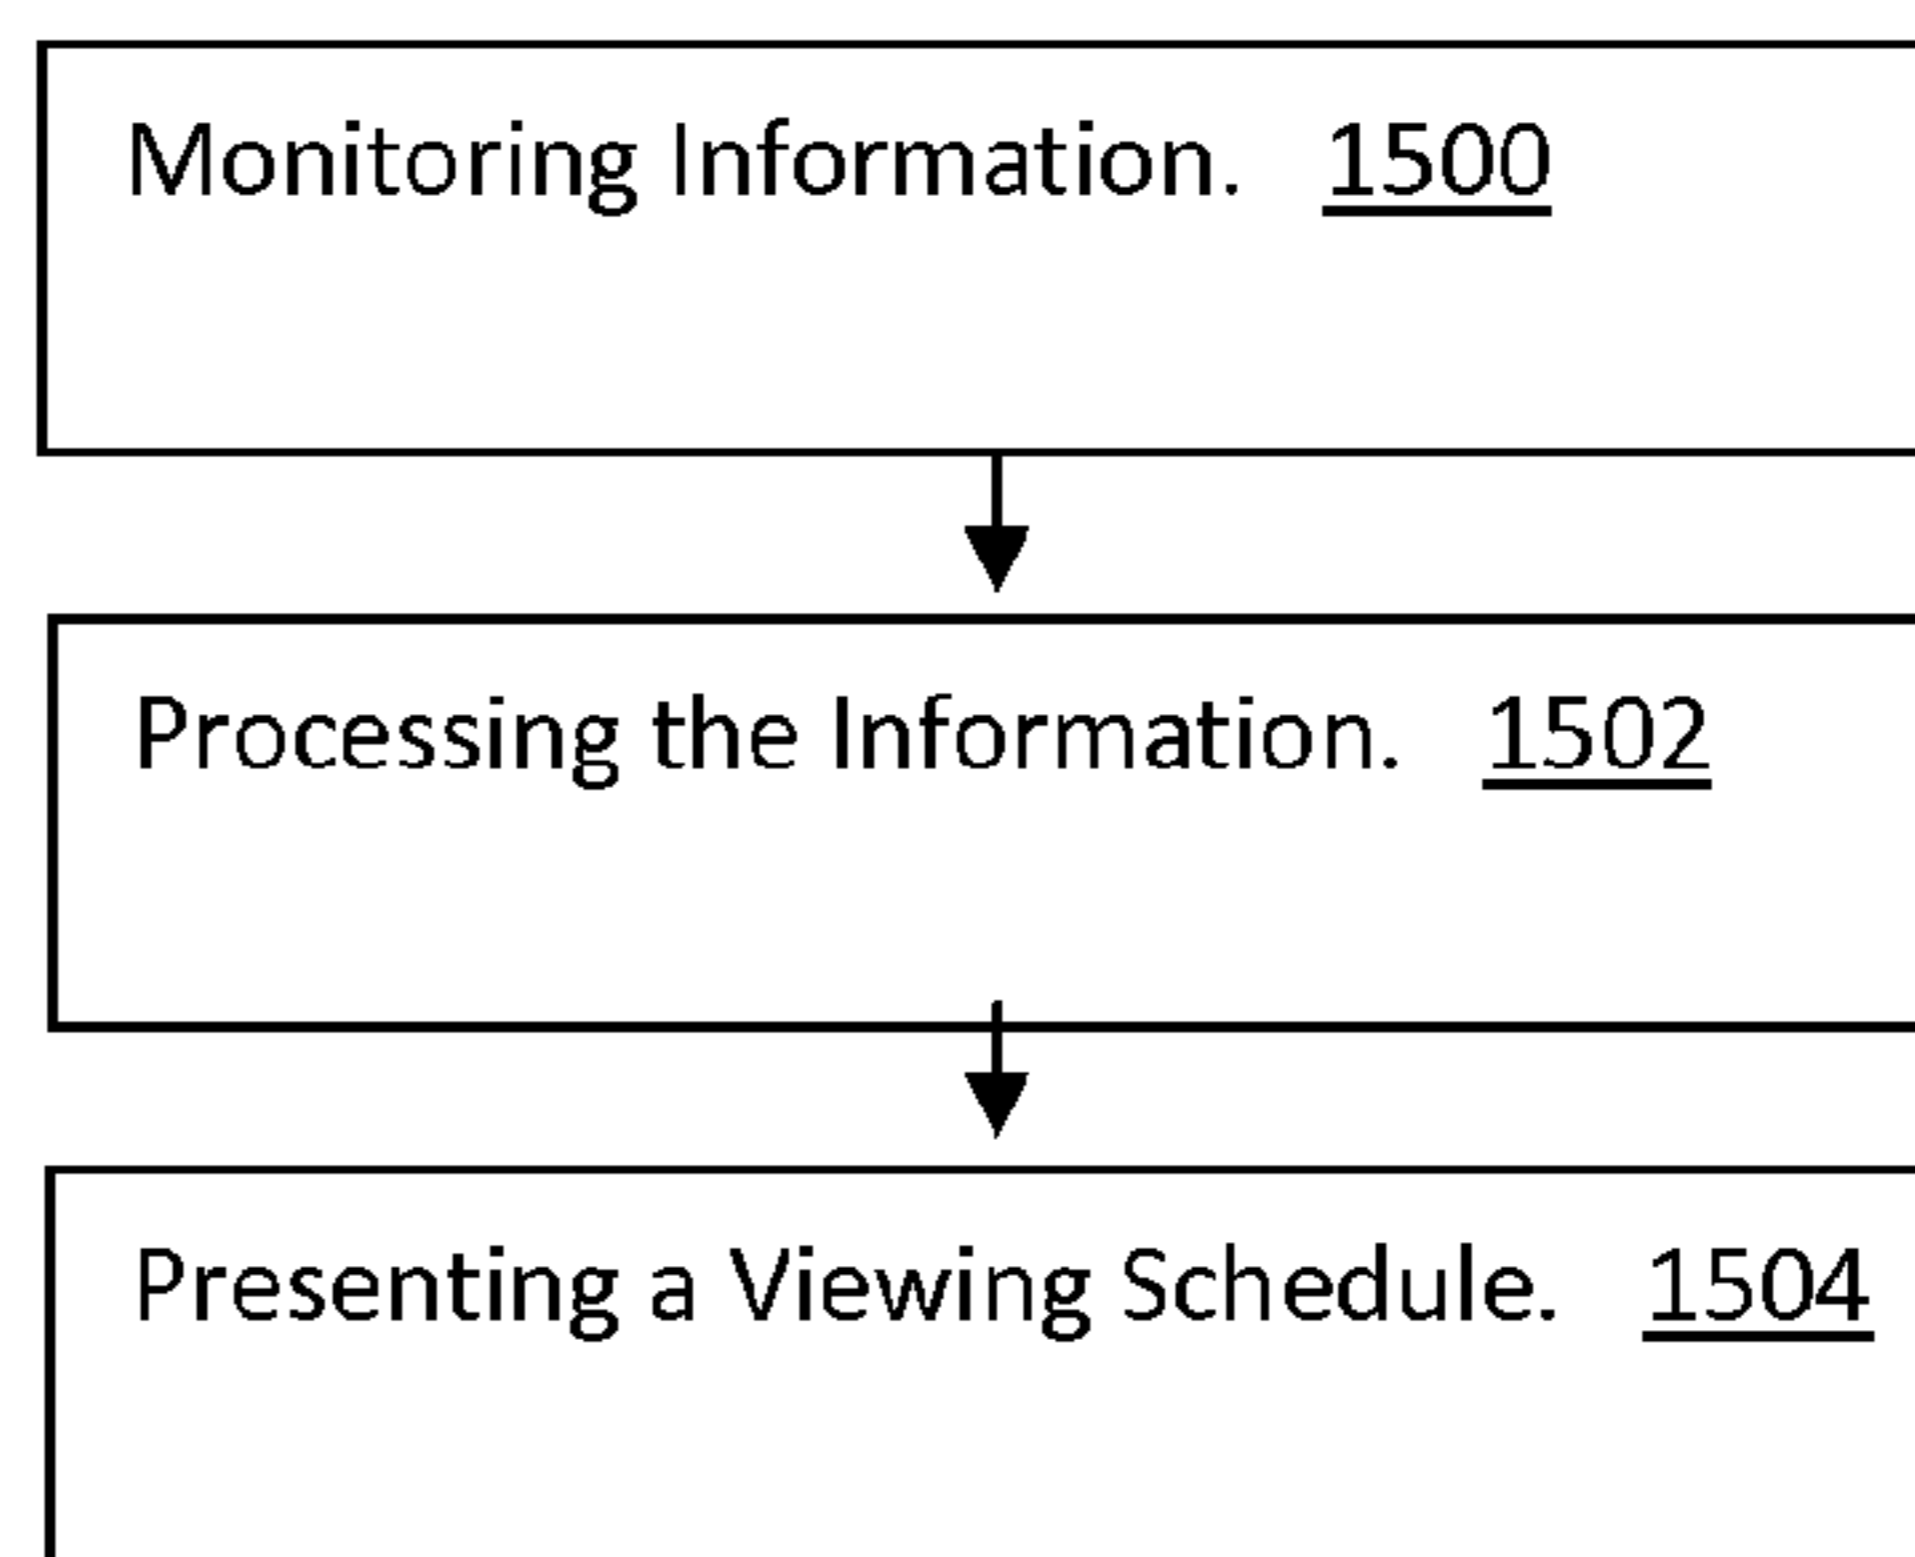 Monitoring Information. 1500
Processing the Information. 1502
Presenting a Viewing Schedule. 1504